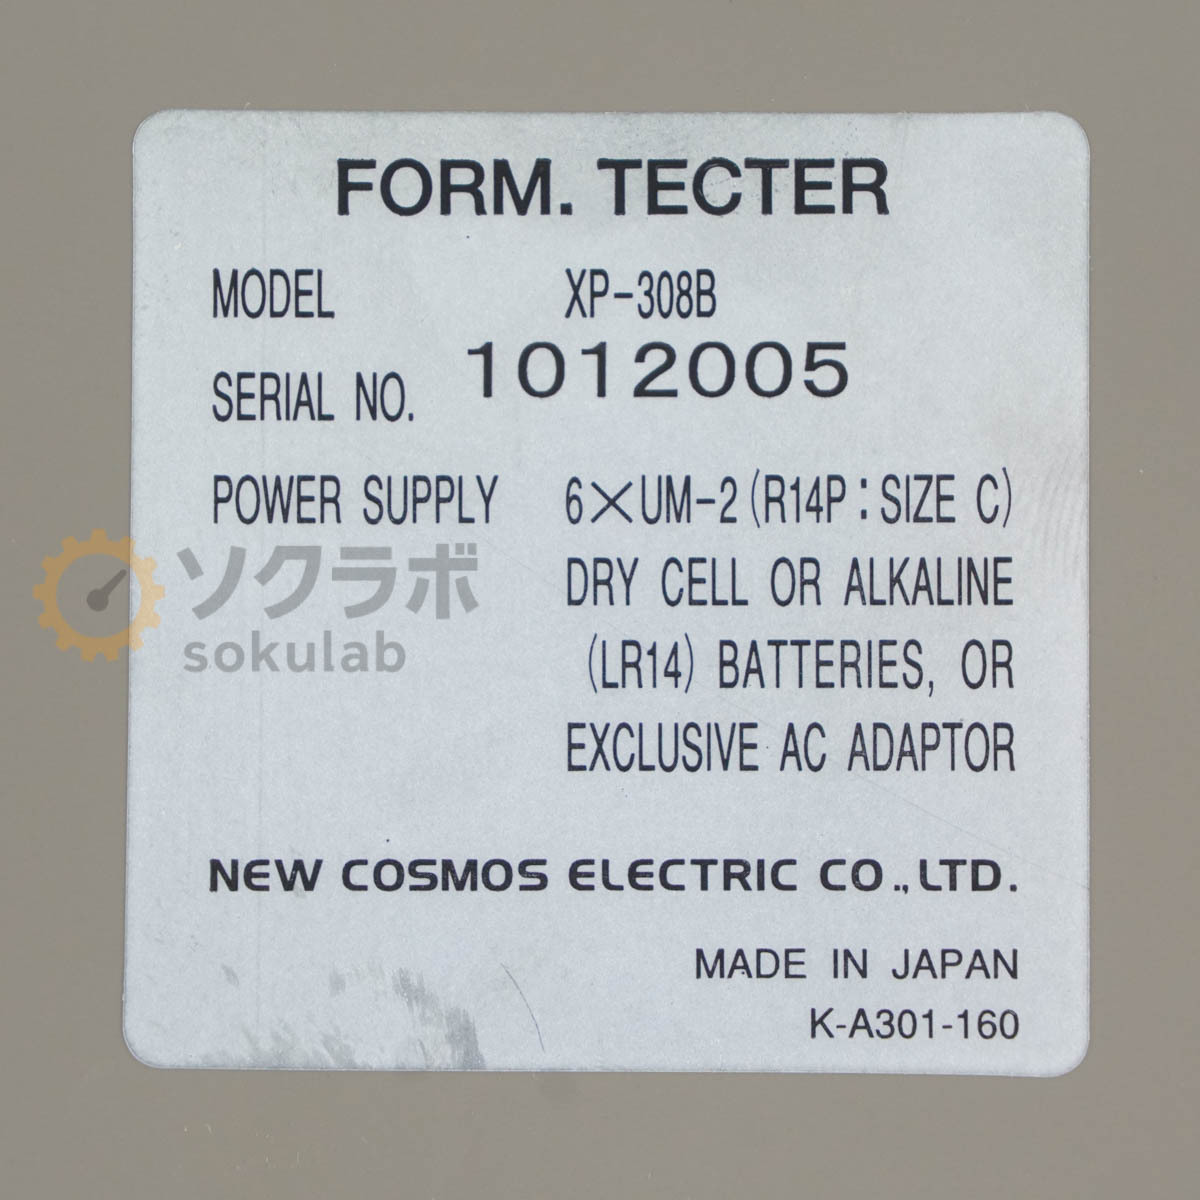 FORM. TECTER
MODEL XP-308B
SERIAL NO. 1012005
POWER SUPPLY 6×UM-2 (R14P : SIZE C)
DRY CELL OR ALKALINE
(LR14) BATTERIES, OR
EXCLUSIVE AC ADAPTOR
ソクラボ
sokulab
NEW COSMOS ELECTRIC CO., LTD.
MADE IN JAPAN
K-A301-160